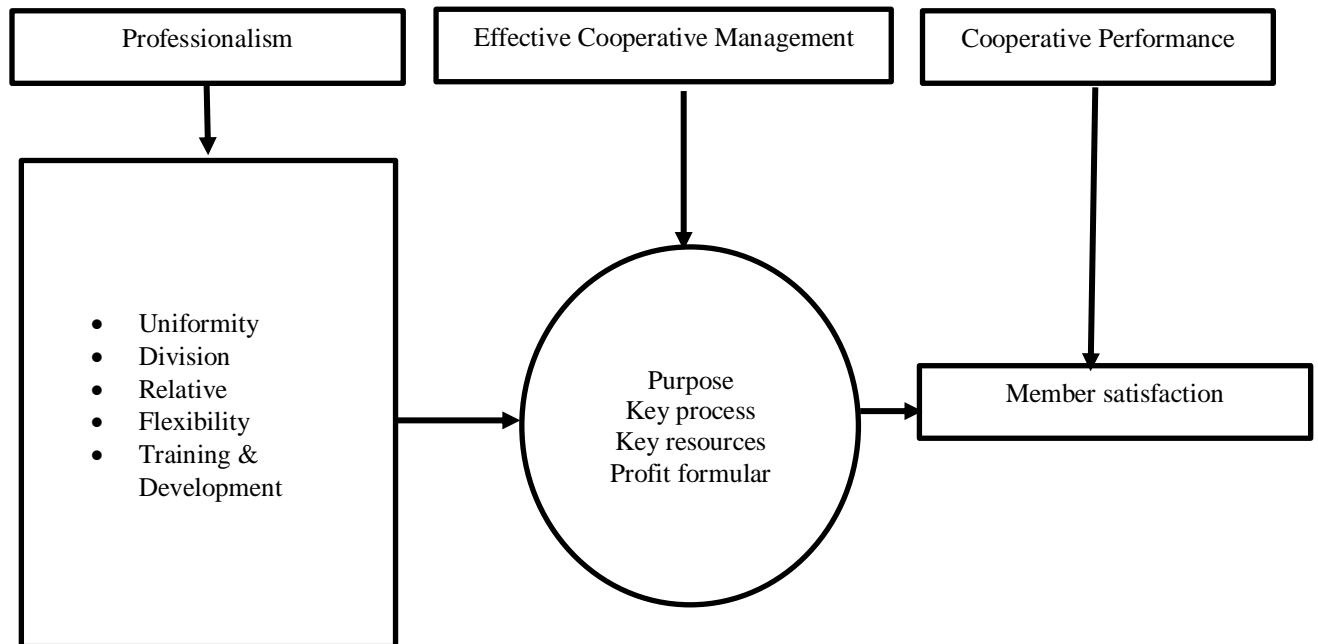 Professionalism
Effective Cooperative Management
Cooperative Performance
• Uniformity
• Division
• Relative
• Flexibility
• Training &
Development
Purpose
Key process
Key resources
Profit formular
Member satisfaction